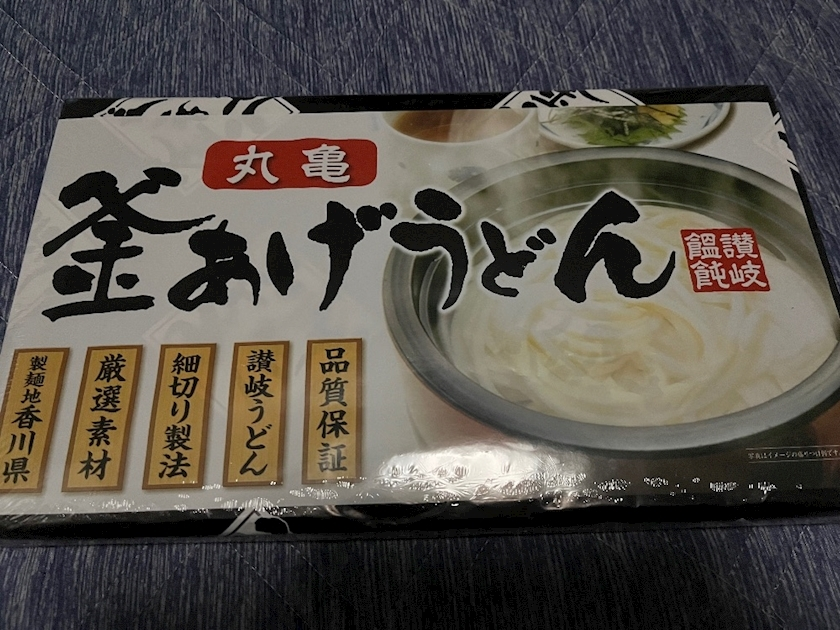 丸亀
釜あげうどん
讃岐
饂飩
品質保証
讃岐うどん
細切り製法
厳選素材
製麺地香川県